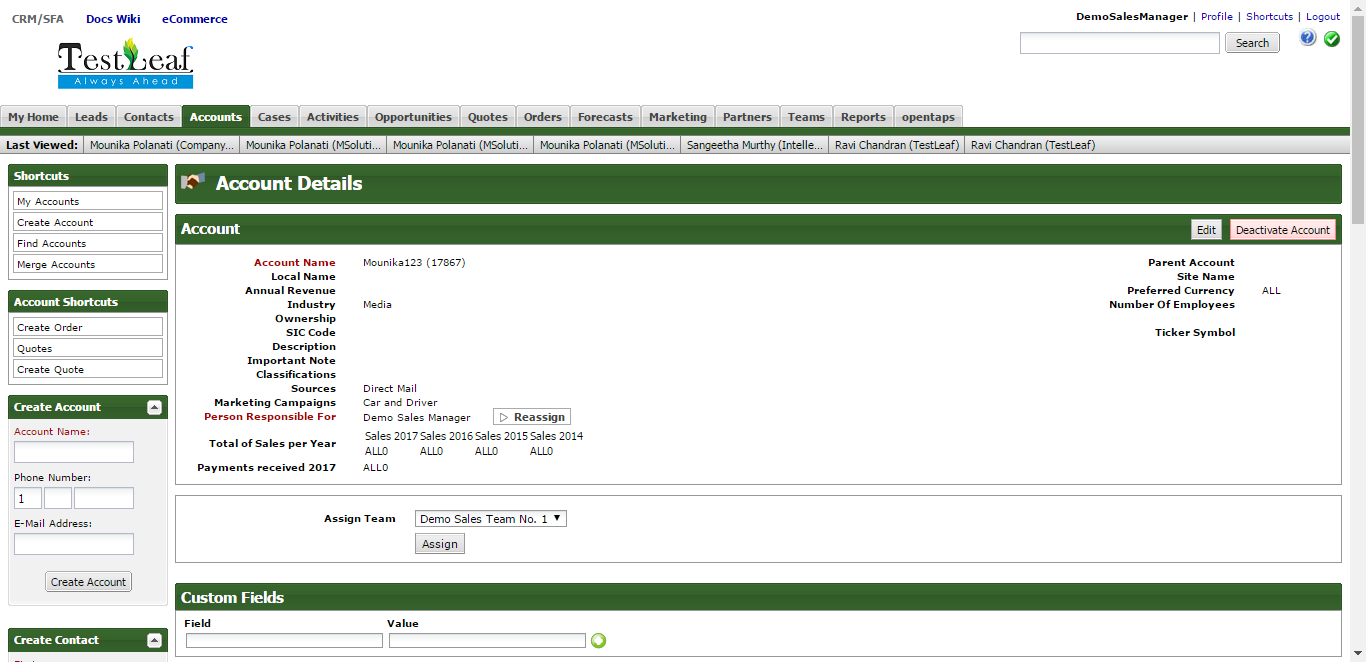 CRM/SFA Docs Wiki eCommerce
DemoSalesManager | Profile | Shortcuts | Logout
TestLeaf
Always Ahead
Search
My Home Leads Contacts Accounts Cases Activities Opportunities Quotes Orders Forecasts Marketing Partners Teams Reports opentaps
Last Viewed: Mounika Polanati (Company... Mounika Polanati (MSoluti... Mounika Polanati (MSoluti... Mounika Polanati (MSoluti... Sangeetha Murthy (Intelle... Ravi Chandran (TestLeaf) Ravi Chandran (TestLeaf)
Shortcuts
My Accounts
Create Account
Find Accounts
Merge Accounts
Account Shortcuts
Create Order
Quotes
Create Quote
Create Account
Account Name:
Phone Number:
1
E-Mail Address:
Create Account
Create Contact
Account Details
Account Edit Deactivate Account
Account Name Mounika123 (17867) Parent Account
Local Name Site Name
Annual Revenue Preferred Currency ALL
Industry Media Number Of Employees
Ownership
SIC Code Ticker Symbol
Description
Important Note
Classifications
Sources Direct Mail
Marketing Campaigns Car and Driver
Person Responsible For Demo Sales Manager Reassign
Total of Sales per Year Sales 2017 Sales 2016 Sales 2015 Sales 2014
ALL0 ALL0 ALL0 ALL0
Payments received 2017 ALL0
Assign Team Demo Sales Team No. 1
Assign
Custom Fields
Field Value